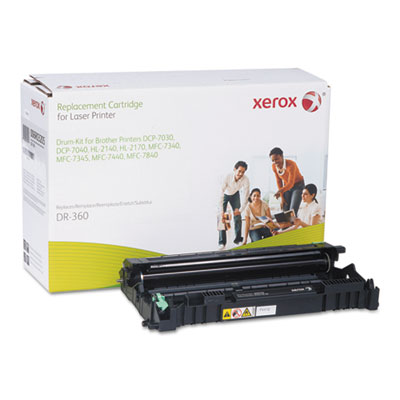 Replacement Cartridge
for Laser Printer
xerox
Drum-Kit for Brother Printers DCP-7030,
DCP-7040, HL-2140, HL-2170, MFC-7340,
MFC-7345, MFC-7440, MFC-7840
DR-360